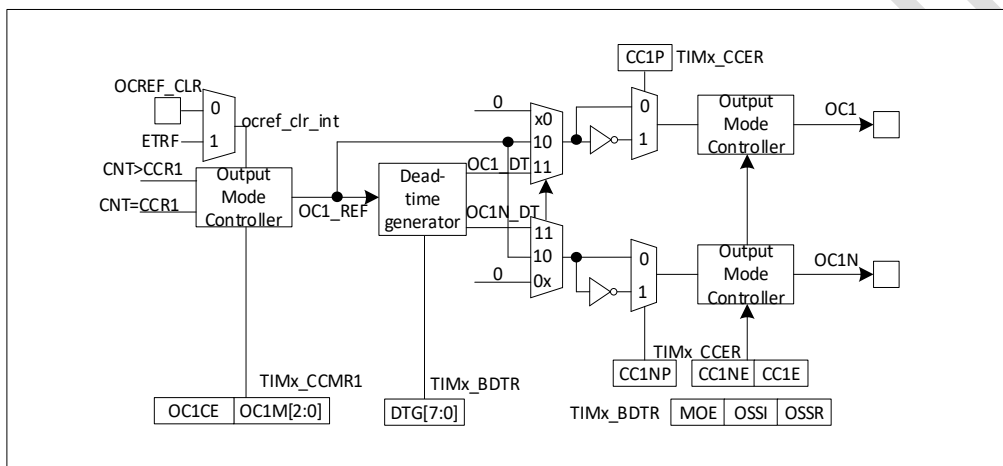 CC1P TIMx_CCER
OCREF_CLR
0
1
ocref_clr_int
ETRF
CNT>CCR1
CNT=CCR1
Output
Mode
Controller
OC1_REF
Dead-
time
generator
OC1_DT
OC1N_DT
0
x0
10
11
11
10
0x
0
0
1
0
1
Output
Mode
Controller
OC1
Output
Mode
Controller
OC1N
TIMx_CCMR1
OC1CE OC1M[2:0]
TIMx_BDTR
DTG[7:0]
TIMx_CCER
CC1NP CC1NE CC1E
TIMx_BDTR MOE OSSI OSSR